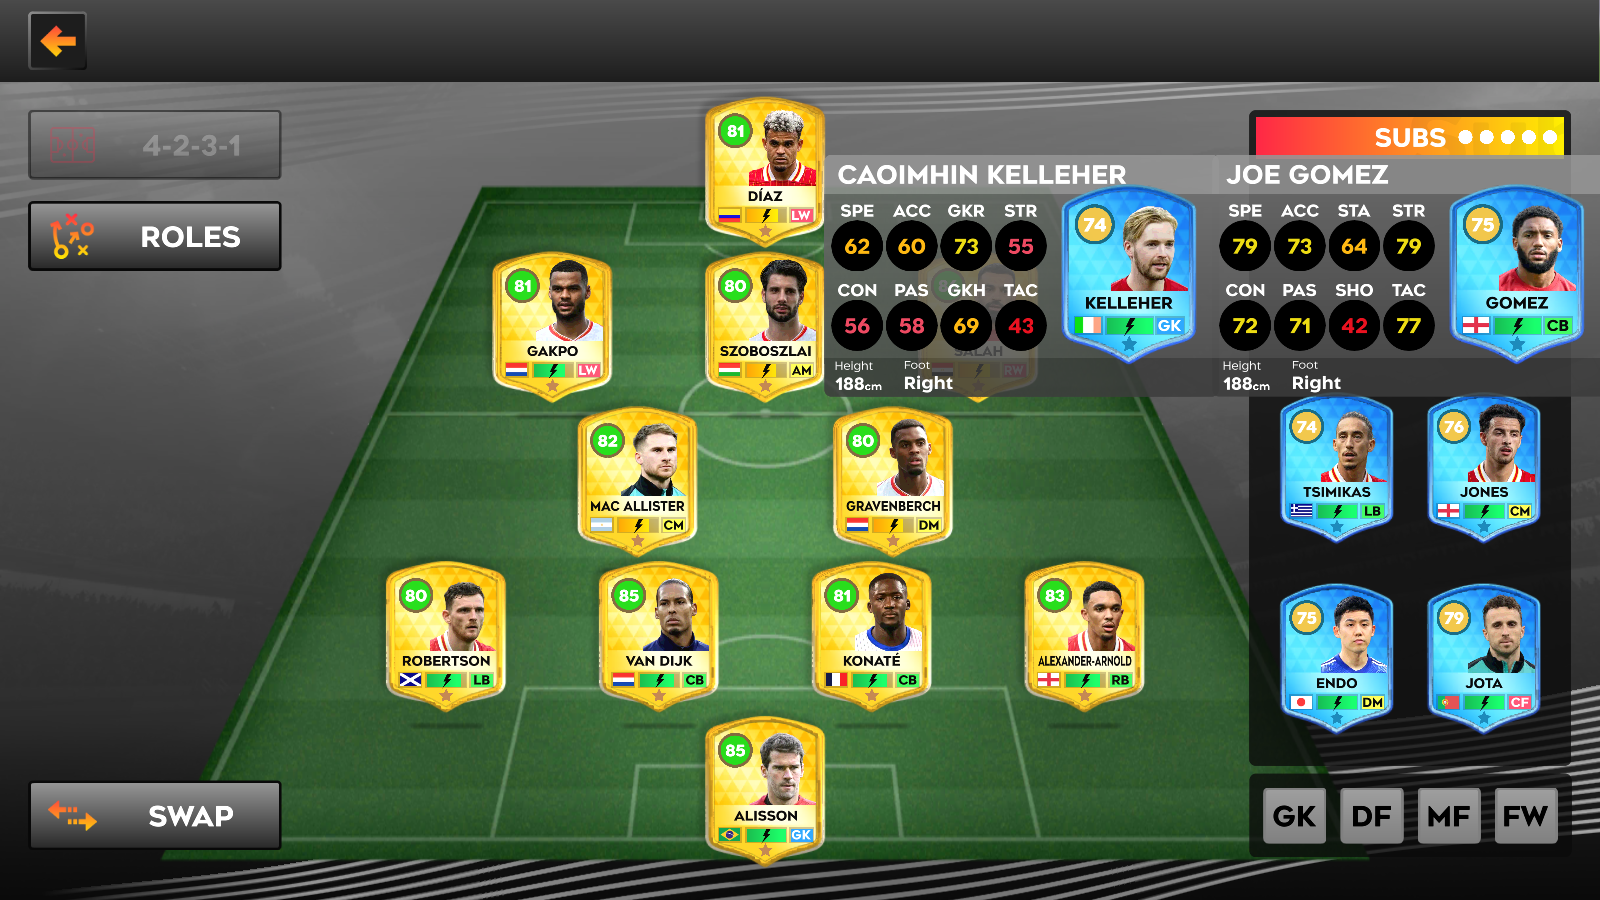 4-2-3-1
ROLES
SWAP
81
DÍAZ
LW
81
GAKPO
LW
80
SZOBOSZLAI
AM
SALAH
RW
82
MAC ALLISTER
CM
80
GRAVENBERCH
DM
80
ROBERTSON
LB
85
VAN DIJK
CB
81
KONATÉ
CB
83
ALEXANDER-ARNOLD
RB
85
ALISSON
GK
SUBS
CAOIMHIN KELLEHER
SPE ACC GKR STR
62 60 73 55
CON PAS GKH TAC
56 58 69 43
Height Foot
188cm Right
74
KELLEHER
GK
JOE GOMEZ
SPE ACC STA STR
79 73 64 79
CON PAS SHO TAC
72 71 42 77
Height Foot
188cm Right
75
GOMEZ
CB
74
TSIMIKAS
LB
76
JONES
CM
75
ENDO
DM
79
JOTA
CF
GK DF MF FW